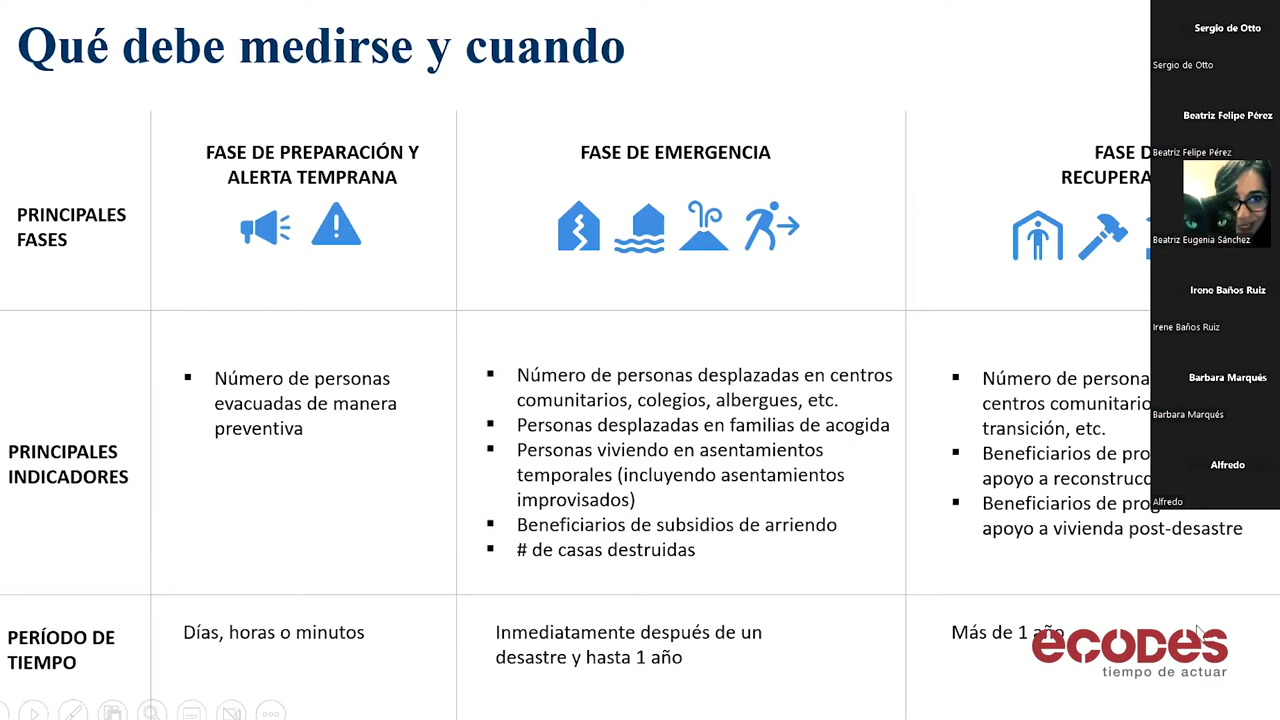 Qué debe medirse y cuando
PRINCIPALES
FASES
FASE DE PREPARACIÓN Y
ALERTA TEMPRANA
FASE DE EMERGENCIA
FASE D
RECUPERA
PRINCIPALES
INDICADORES
▪ Número de personas
evacuadas de manera
preventiva
▪ Número de personas desplazadas en centros
comunitarios, colegios, albergues, etc.
▪ Personas desplazadas en familias de acogida
▪ Personas viviendo en asentamientos
temporales (incluyendo asentamientos
improvisados)
▪ Beneficiarios de subsidios de arriendo
▪ # de casas destruidas
▪ Número de persona
centros comunitario
transición, etc.
▪ Beneficiarios de pro
apoyo a reconstrucc
▪ Beneficiarios de prog
apoyo a vivienda post-desastre
PERÍODO DE
TIEMPO
Días, horas o minutos
Inmediatamente después de un
desastre y hasta 1 año
Más de 1 año
ecodes
tiempo de actuar
Sergio de Otto
Sergio de Otto
Beatriz Felipe Pérez
Beatriz Felipe Pérez
Beatriz Eugenia Sánchez
Irene Baños Ruiz
Irene Baños Ruiz
Barbara Marqués
Barbara Marqués
Alfredo
Alfredo